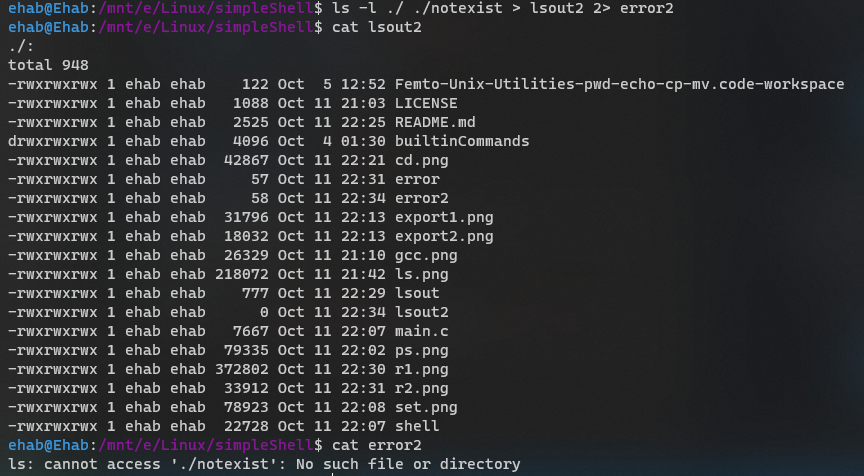 ehab@Ehab:/mnt/e/Linux/simpleShell$ ls -l ./ ./notexist > lsout2 2> error2
ehab@Ehab:/mnt/e/Linux/simpleShell$ cat lsout2
./:
total 948
-rwxrwxrwx 1 ehab ehab    122 Oct  5 12:52 Femto-Unix-Utilities-pwd-echo-cp-mv.code-workspace
-rwxrwxrwx 1 ehab ehab   1088 Oct 11 21:03 LICENSE
-rwxrwxrwx 1 ehab ehab   2525 Oct 11 22:25 README.md
drwxrwxrwx 1 ehab ehab   4096 Oct  4 01:30 builtinCommands
-rwxrwxrwx 1 ehab ehab  42867 Oct 11 22:21 cd.png
-rwxrwxrwx 1 ehab ehab     57 Oct 11 22:31 error
-rwxrwxrwx 1 ehab ehab     58 Oct 11 22:34 error2
-rwxrwxrwx 1 ehab ehab  31796 Oct 11 22:13 export1.png
-rwxrwxrwx 1 ehab ehab  18032 Oct 11 22:13 export2.png
-rwxrwxrwx 1 ehab ehab  26329 Oct 11 21:10 gcc.png
-rwxrwxrwx 1 ehab ehab 218072 Oct 11 21:42 ls.png
-rwxrwxrwx 1 ehab ehab    777 Oct 11 22:29 lsout
-rwxrwxrwx 1 ehab ehab      0 Oct 11 22:34 lsout2
-rwxrwxrwx 1 ehab ehab   7667 Oct 11 22:07 main.c
-rwxrwxrwx 1 ehab ehab  79335 Oct 11 22:02 ps.png
-rwxrwxrwx 1 ehab ehab 372802 Oct 11 22:30 r1.png
-rwxrwxrwx 1 ehab ehab  33912 Oct 11 22:31 r2.png
-rwxrwxrwx 1 ehab ehab  78923 Oct 11 22:08 set.png
-rwxrwxrwx 1 ehab ehab  22728 Oct 11 22:07 shell
ehab@Ehab:/mnt/e/Linux/simpleShell$ cat error2
ls: cannot access './notexist': No such file or directory